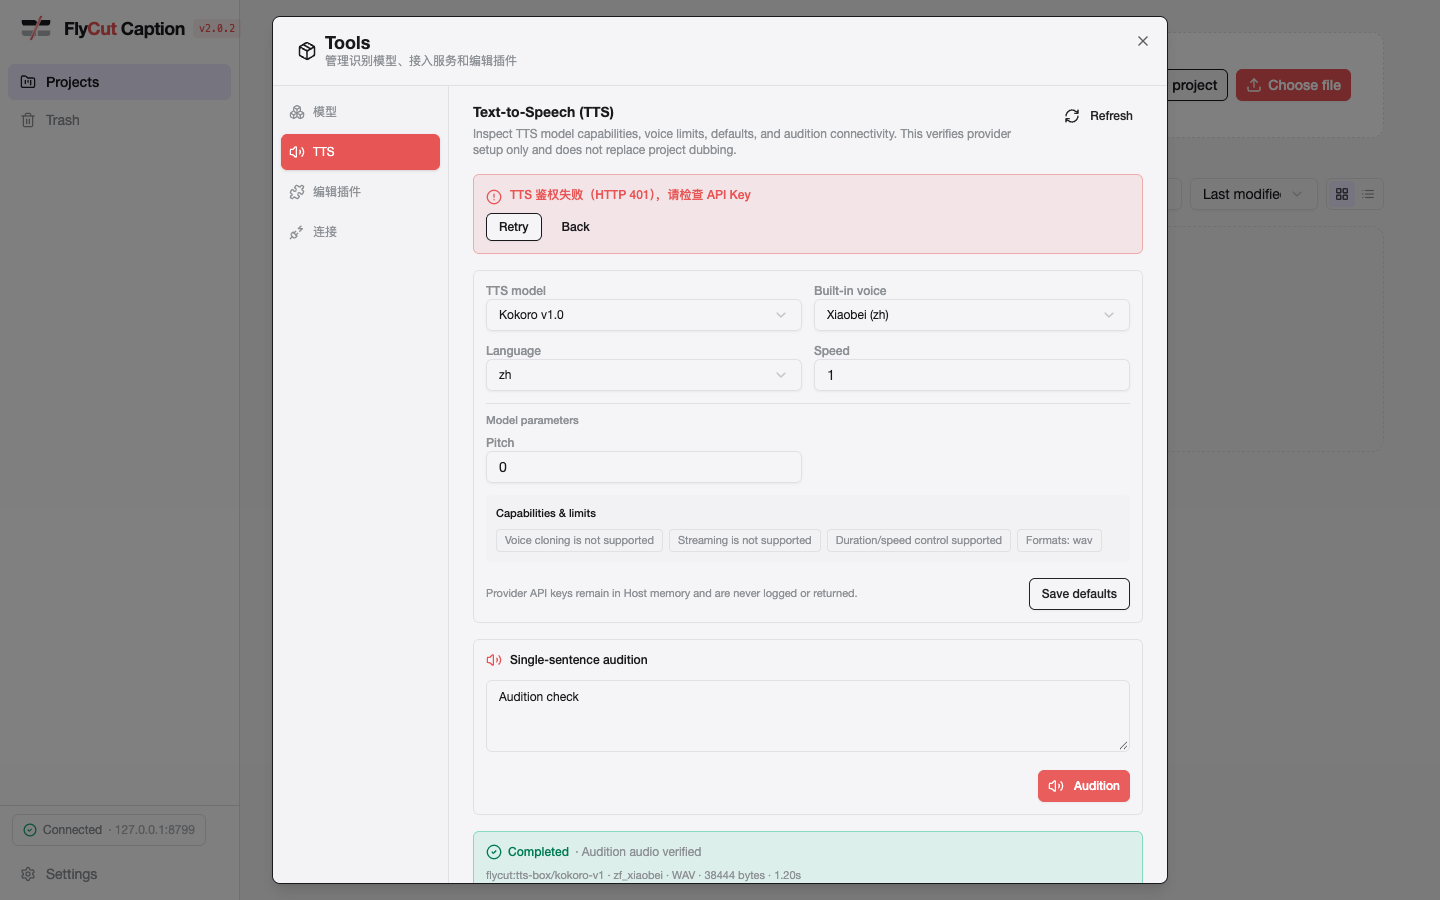 FlyCut Caption v2.0.2
Projects
Trash
Connected · 127.0.0.1:8799
Settings
project
Choose file
Last modifie
Tools
管理识别模型、接入服务和编辑插件
模型
TTS
编辑插件
连接
Text-to-Speech (TTS)
Refresh
Inspect TTS model capabilities, voice limits, defaults, and audition connectivity. This verifies provider
setup only and does not replace project dubbing.
TTS 鉴权失败（HTTP 401），请检查 API Key
Retry
Back
TTS model
Built-in voice
Kokoro v1.0
Xiaobei (zh)
Language
Speed
zh
1
Model parameters
Pitch
0
Capabilities & limits
Voice cloning is not supported
Streaming is not supported
Duration/speed control supported
Formats: wav
Provider API keys remain in Host memory and are never logged or returned.
Save defaults
Single-sentence audition
Audition check
Audition
Completed · Audition audio verified
flycut:tts-box/kokoro-v1 · zf_xiaobei · WAV · 38444 bytes · 1.20s